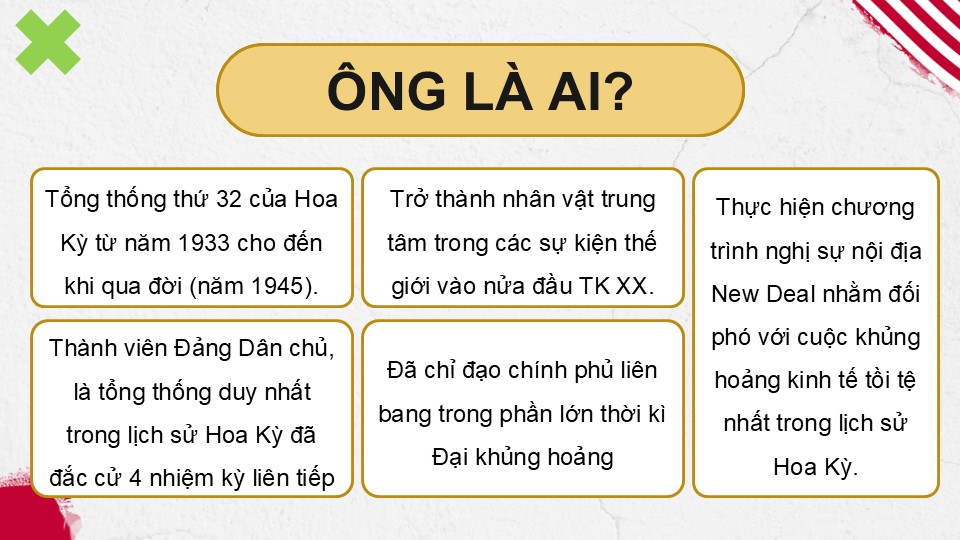 ÔNG LÀ AI?
Tổng thống thứ 32 của Hoa
Kỳ từ năm 1933 cho đến
khi qua đời (năm 1945).
Trở thành nhân vật trung
tâm trong các sự kiện thế
giới vào nửa đầu TK XX.
Thực hiện chương
trình nghị sự nội địa
New Deal nhằm đối
phó với cuộc khủng
hoảng kinh tế tồi tệ
nhất trong lịch sử
Hoa Kỳ.
Thành viên Đảng Dân chủ,
là tổng thống duy nhất
trong lịch sử Hoa Kỳ đã
đắc cử 4 nhiệm kỳ liên tiếp
Đã chỉ đạo chính phủ liên
bang trong phần lớn thời kì
Đại khủng hoảng